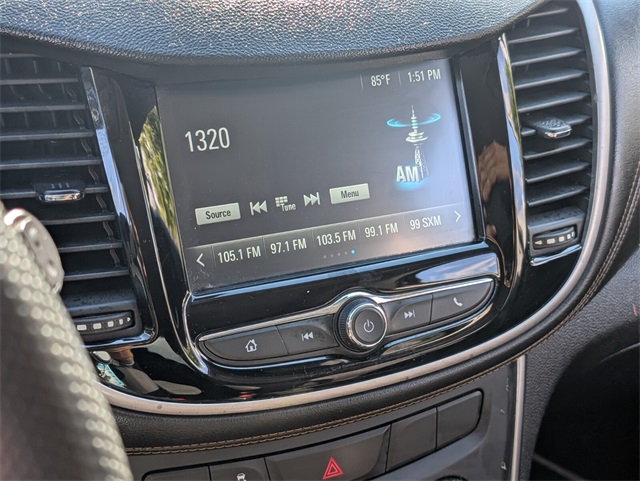 85°F 1:51 PM
1320
AM
Source Tune Menu
105.1 FM 97.1 FM 103.5 FM 99.1 FM 99 SXM